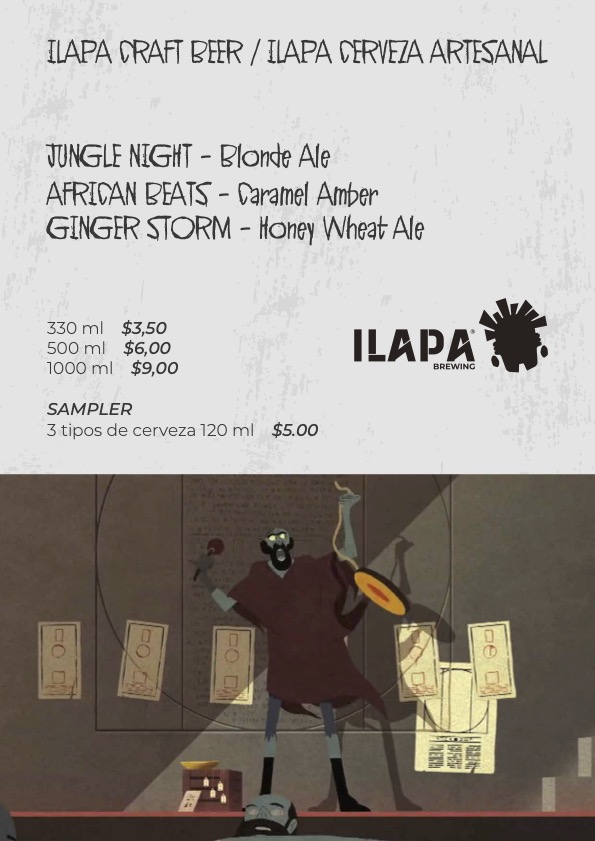 ILAPA CRAFT BEER / ILAPA CERVEZA ARTESANAL
JUNGLE NIGHT - Blonde Ale
AFRICAN BEATS - Caramel Amber
GINGER STORM - Honey Wheat Ale
330 ml $3,50
500 ml $6,00
1000 ml $9,00
ILAPA®
BREWING
SAMPLER
3 tipos de cerveza 120 ml $5.00